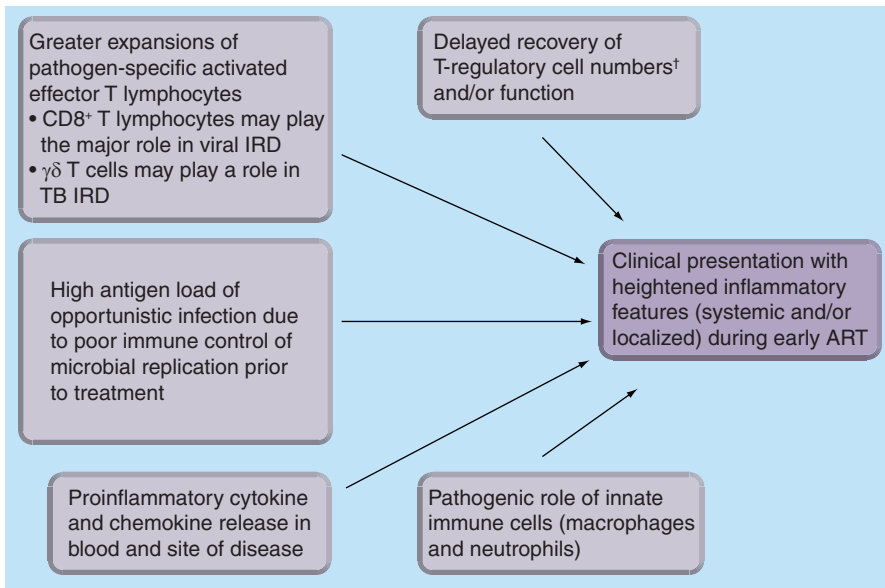 Greater expansions of
pathogen-specific activated
effector T lymphocytes
• CD8⁺ T lymphocytes may play
the major role in viral IRD
• γδ T cells may play a role in
TB IRD
Delayed recovery of
T-regulatory cell numbers†
and/or function
High antigen load of
opportunistic infection due
to poor immune control of
microbial replication prior
to treatment
Clinical presentation with
heightened inflammatory
features (systemic and/or
localized) during early ART
Proinflammatory cytokine
and chemokine release in
blood and site of disease
Pathogenic role of innate
immune cells (macrophages
and neutrophils)